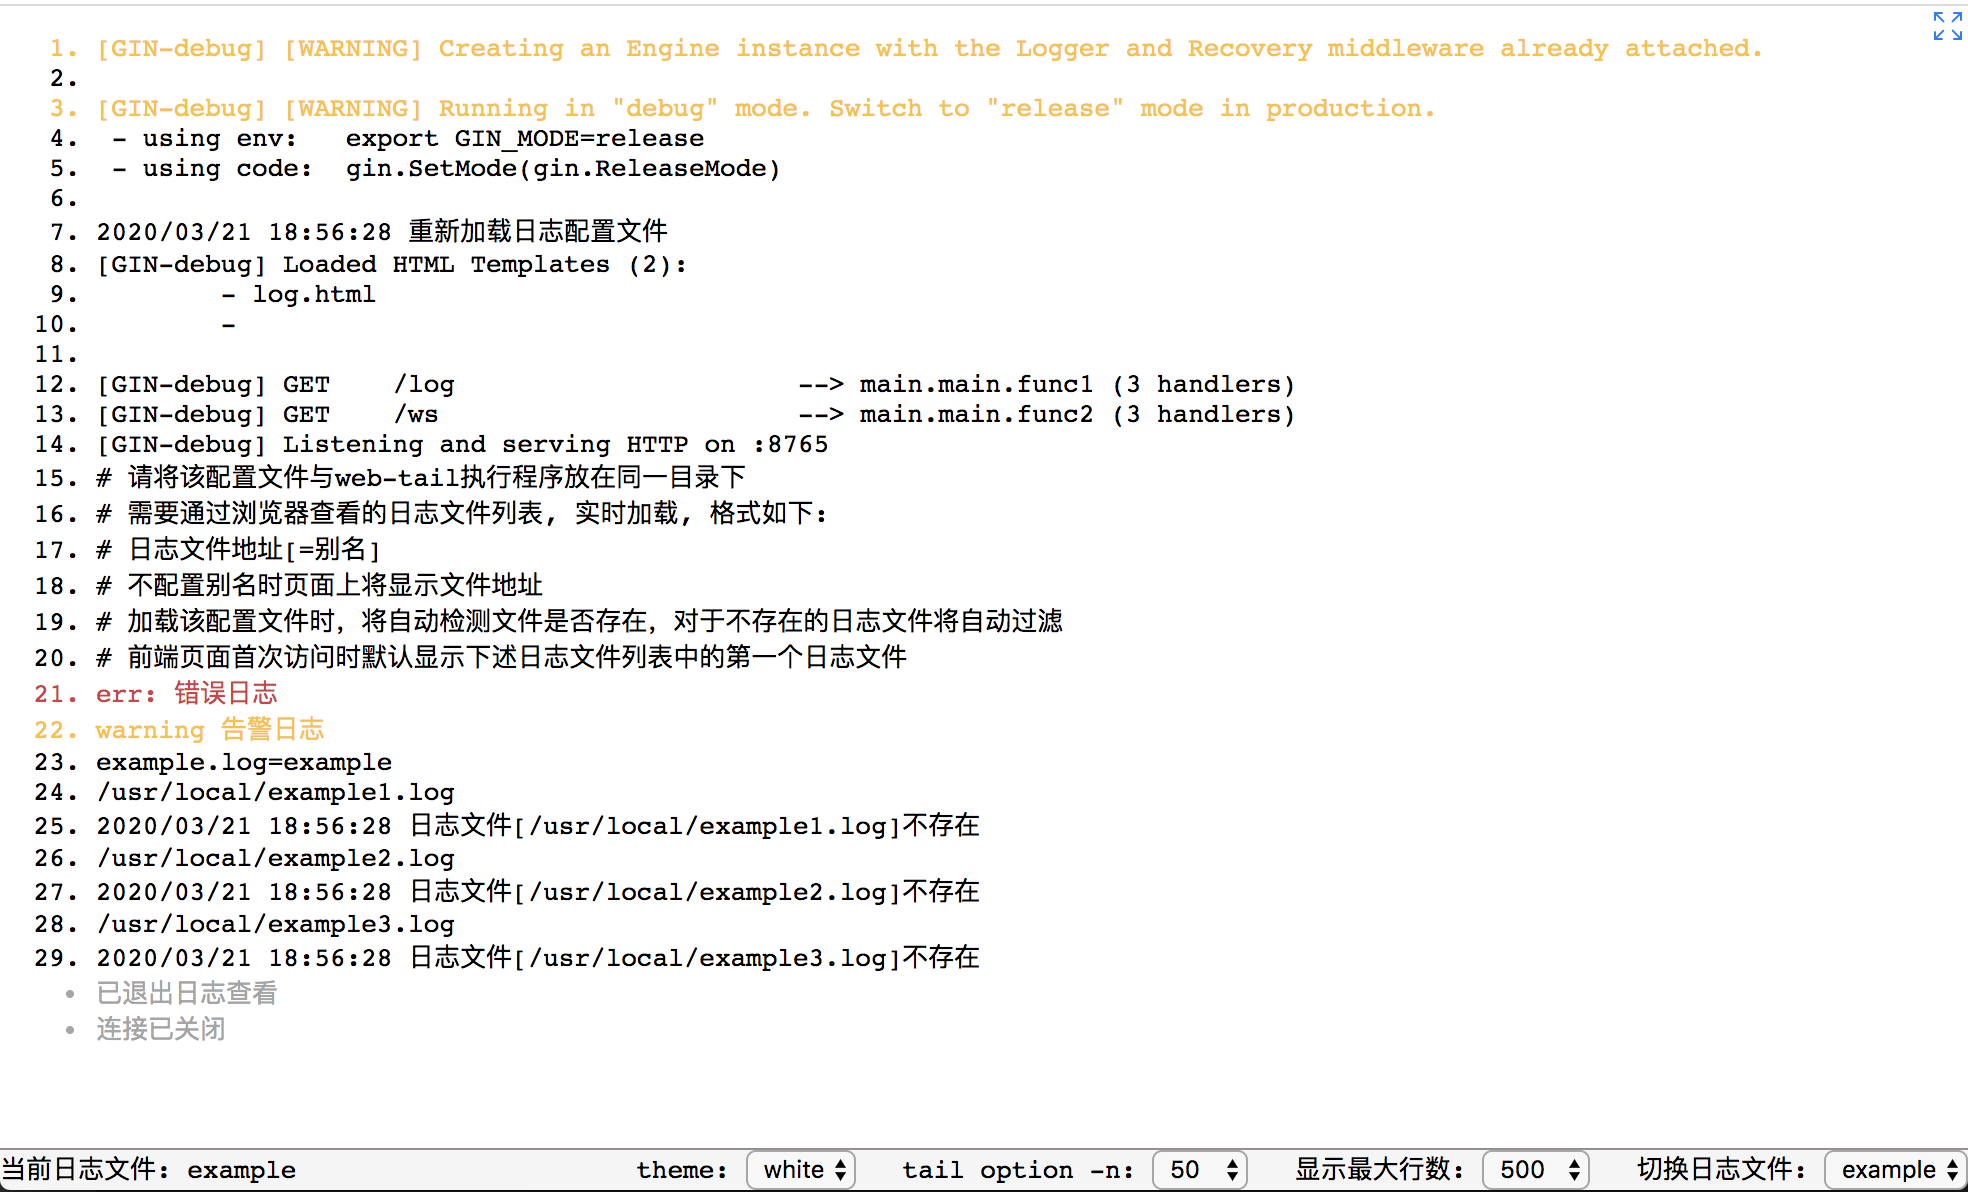 1. [GIN-debug] [WARNING] Creating an Engine instance with the Logger and Recovery middleware already attached.
2.
3. [GIN-debug] [WARNING] Running in "debug" mode. Switch to "release" mode in production.
4. - using env:   export GIN_MODE=release
5. - using code:  gin.SetMode(gin.ReleaseMode)
6.
7. 2020/03/21 18:56:28 重新加载日志配置文件
8. [GIN-debug] Loaded HTML Templates (2):
9. - log.html
10. -
11.
12. [GIN-debug] GET    /log                      --> main.main.func1 (3 handlers)
13. [GIN-debug] GET    /ws                       --> main.main.func2 (3 handlers)
14. [GIN-debug] Listening and serving HTTP on :8765
15. # 请将该配置文件与web-tail执行程序放在同一目录下
16. # 需要通过浏览器查看的日志文件列表, 实时加载, 格式如下:
17. # 日志文件地址[=别名]
18. # 不配置别名时页面上将显示文件地址
19. # 加载该配置文件时，将自动检测文件是否存在，对于不存在的日志文件将自动过滤
20. # 前端页面首次访问时默认显示下述日志文件列表中的第一个日志文件
21. err: 错误日志
22. warning 告警日志
23. example.log=example
24. /usr/local/example1.log
25. 2020/03/21 18:56:28 日志文件[/usr/local/example1.log]不存在
26. /usr/local/example2.log
27. 2020/03/21 18:56:28 日志文件[/usr/local/example2.log]不存在
28. /usr/local/example3.log
29. 2020/03/21 18:56:28 日志文件[/usr/local/example3.log]不存在
• 已退出日志查看
• 连接已关闭
当前日志文件: example theme: white tail option -n: 50 显示最大行数: 500 切换日志文件: example